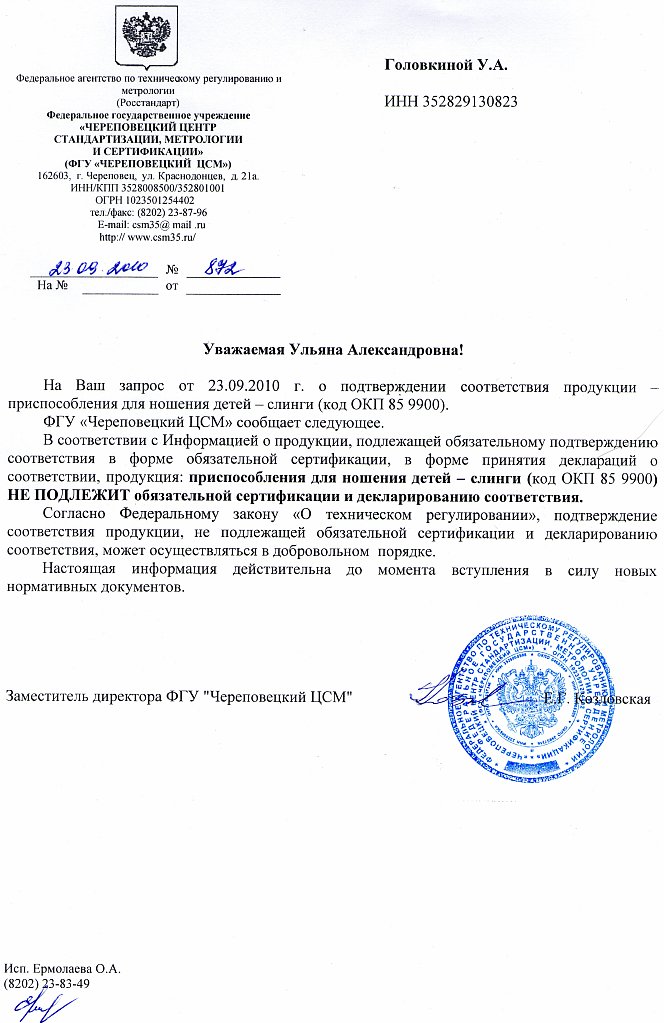 Федеральное агентство по техническому регулированию и
метрологии
(Росстандарт)
Федеральное государственное учреждение
«ЧЕРЕПОВЕЦКИЙ ЦЕНТР
СТАНДАРТИЗАЦИИ, МЕТРОЛОГИИ
И СЕРТИФИКАЦИИ»
(ФГУ «ЧЕРЕПОВЕЦКИЙ ЦСМ»)
162603, г. Череповец, ул. Краснодонцев, д. 21а.
ИНН/КПП 3528008500/352801001
ОГРН 1023501254402
тел./факс: (8202) 23-87-96
E-mail: csm35@ mail .ru
http:// www.csm35.ru/
23 09. 2010 № 872
На № от
Головкиной У.А.
ИНН 352829130823
Уважаемая Ульяна Александровна!
На Ваш запрос от 23.09.2010 г. о подтверждении соответствия продукции –
приспособления для ношения детей – слинги (код ОКП 85 9900).
ФГУ «Череповецкий ЦСМ» сообщает следующее.
В соответствии с Информацией о продукции, подлежащей обязательному подтверждению
соответствия в форме обязательной сертификации, в форме принятия деклараций о
соответствии, продукция: приспособления для ношения детей – слинги (код ОКП 85 9900)
НЕ ПОДЛЕЖИТ обязательной сертификации и декларированию соответствия.
Согласно Федеральному закону «О техническом регулировании», подтверждение
соответствия продукции, не подлежащей обязательной сертификации и декларированию
соответствия, может осуществляться в добровольном порядке.
Настоящая информация действительна до момента вступления в силу новых
нормативных документов.
Заместитель директора ФГУ "Череповецкий ЦСМ" Е.Г. Козловская
Исп. Ермолаева О.А.
(8202) 23-83-49